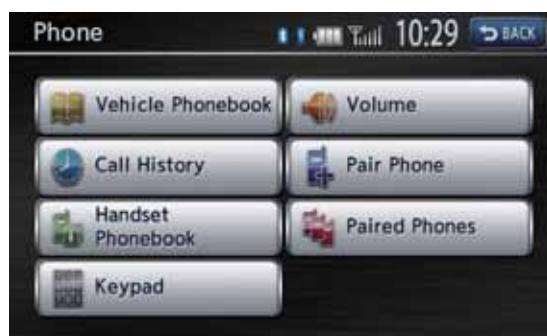 Phone 10:29 BACK
Vehicle Phonebook
Volume
Call History
Pair Phone
Handset
Phonebook
Paired Phones
Keypad